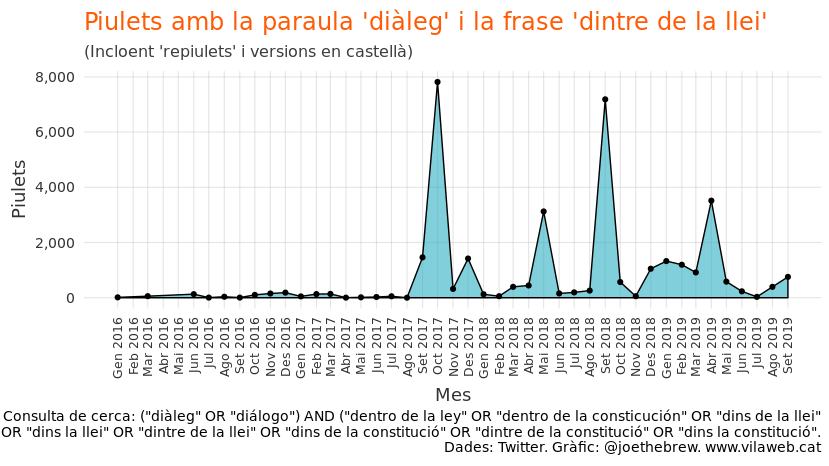 Piulets amb la paraula 'diàleg' i la frase 'dintre de la llei'
(Incloent 'repiulets' i versions en castellà)
8,000
6,000
4,000
2,000
0
Piulets
Gen 2016
Feb 2016
Mar 2016
Abr 2016
Mai 2016
Jun 2016
Jul 2016
Ago 2016
Set 2016
Oct 2016
Nov 2016
Des 2016
Gen 2017
Feb 2017
Mar 2017
Abr 2017
Mai 2017
Jun 2017
Jul 2017
Ago 2017
Set 2017
Oct 2017
Nov 2017
Des 2017
Gen 2018
Feb 2018
Mar 2018
Abr 2018
Mai 2018
Jun 2018
Jul 2018
Ago 2018
Set 2018
Oct 2018
Nov 2018
Des 2018
Gen 2019
Feb 2019
Mar 2019
Abr 2019
Mai 2019
Jun 2019
Jul 2019
Ago 2019
Set 2019
Mes
Consulta de cerca: ("diàleg" OR "diálogo") AND ("dentro de la ley" OR "dentro de la consticución" OR "dins de la llei"
OR "dins la llei" OR "dintre de la llei" OR "dins de la constitució" OR "dintre de la constitució" OR "dins la constitució".
Dades: Twitter. Gràfic: @joethebrew. www.vilaweb.cat